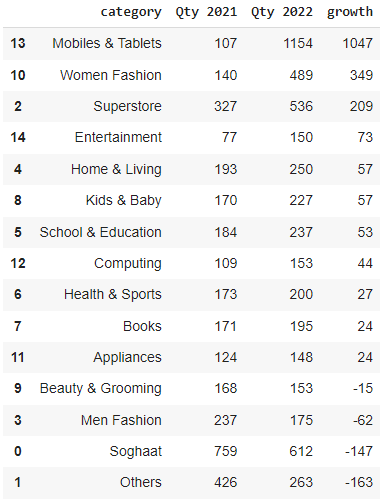 category Qty 2021 Qty 2022 growth
13 Mobiles & Tablets 107 1154 1047
10 Women Fashion 140 489 349
2 Superstore 327 536 209
14 Entertainment 77 150 73
4 Home & Living 193 250 57
8 Kids & Baby 170 227 57
5 School & Education 184 237 53
12 Computing 109 153 44
6 Health & Sports 173 200 27
7 Books 171 195 24
11 Appliances 124 148 24
9 Beauty & Grooming 168 153 -15
3 Men Fashion 237 175 -62
0 Soghaat 759 612 -147
1 Others 426 263 -163